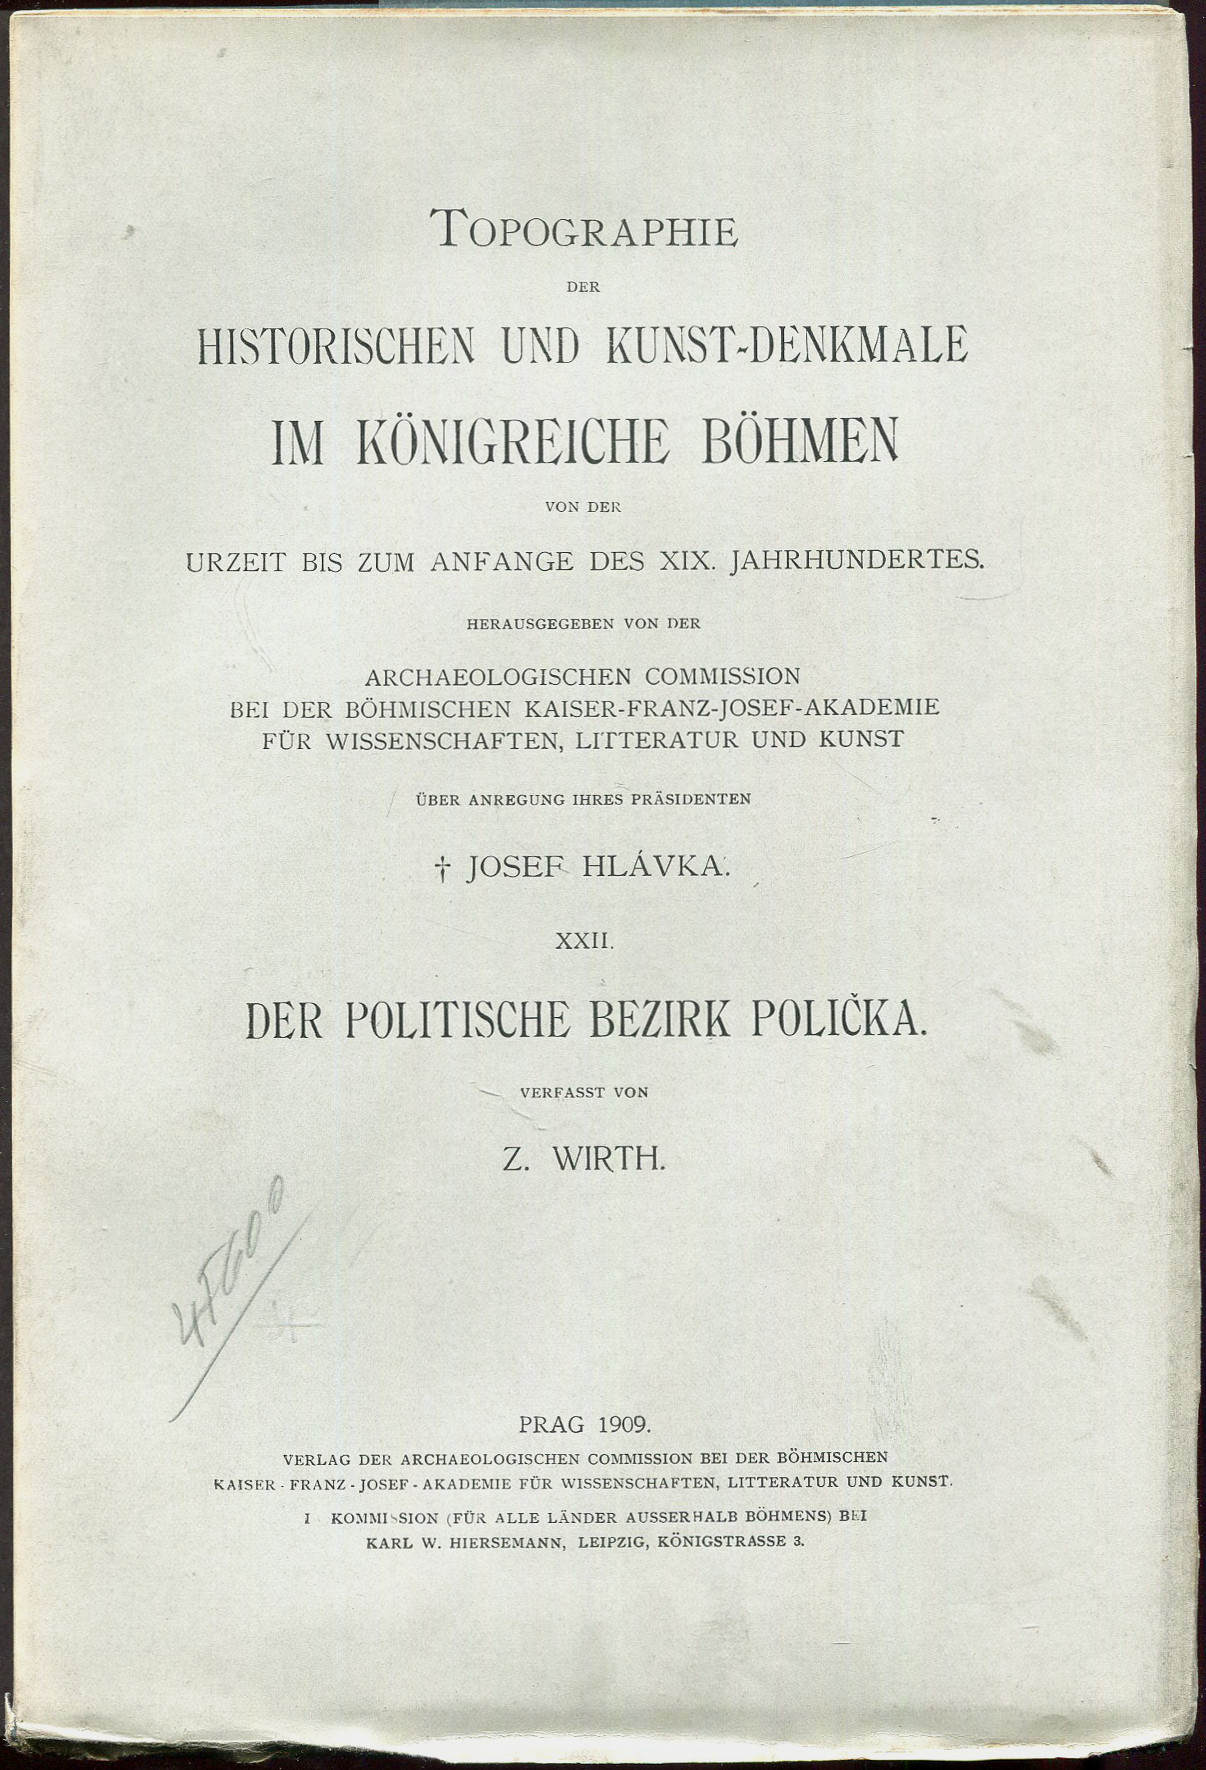 TOPOGRAPHIE
DER
HISTORISCHEN UND KUNST-DENKMALE
IM KÖNIGREICHE BÖHMEN
VON DER
URZEIT BIS ZUM ANFANGE DES XIX. JAHRHUNDERTES.
HERAUSGEGEBEN VON DER
ARCHAEOLOGISCHEN COMMISSION
BEI DER BÖHMISCHEN KAISER-FRANZ-JOSEF-AKADEMIE
FÜR WISSENSCHAFTEN, LITTERATUR UND KUNST
ÜBER ANREGUNG IHRES PRÄSIDENTEN
† JOSEF HLÁVKA.
XXII.
DER POLITISCHE BEZIRK POLIČKA.
VERFASST VON
Z. WIRTH.
PRAG 1909.
VERLAG DER ARCHAEOLOGISCHEN COMMISSION BEI DER BÖHMISCHEN
KAISER-FRANZ-JOSEF-AKADEMIE FÜR WISSENSCHAFTEN, LITTERATUR UND KUNST.
I KOMMISSION (FÜR ALLE LÄNDER AUSSERHALB BÖHMENS) BEI
KARL W. HIERSEMANN, LEIPZIG, KÖNIGSTRASSE 3.